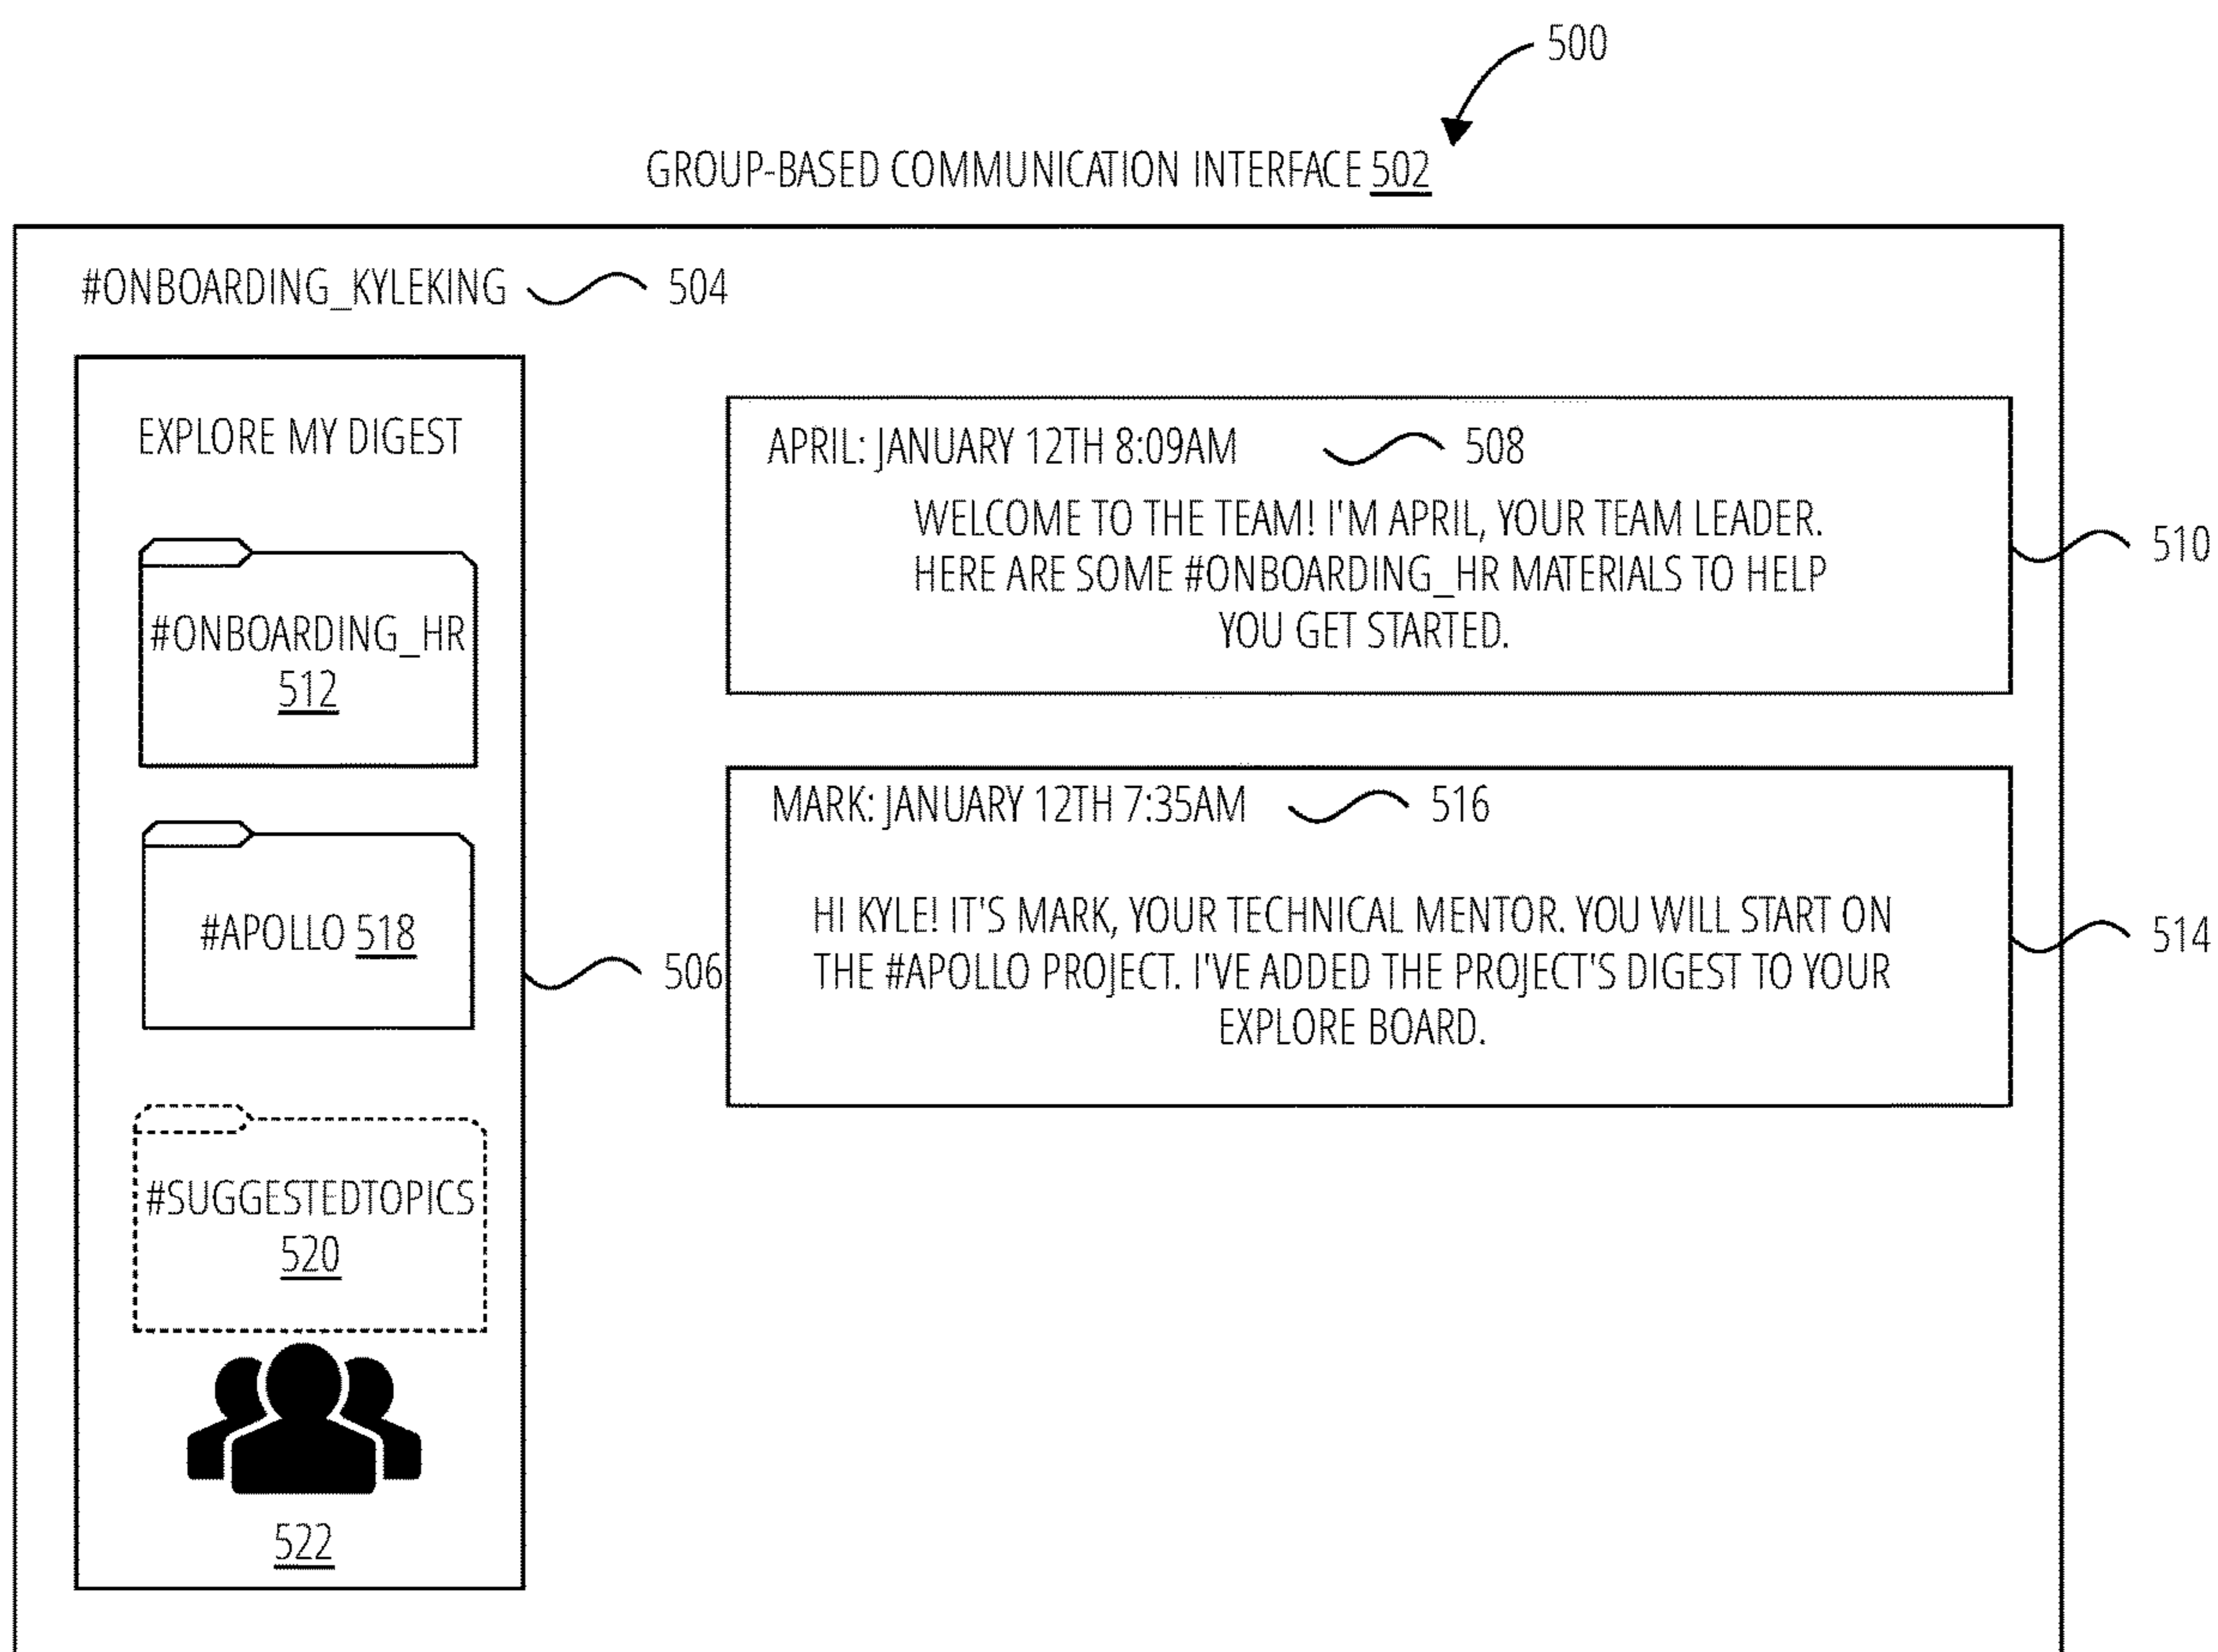 500
GROUP-BASED COMMUNICATION INTERFACE 502
#ONBOARDING_KYLEKING 504
EXPLORE MY DIGEST
#ONBOARDING_HR
512
#APOLLO 518
#SUGGESTEDTOPICS
520
522
506
APRIL: JANUARY 12TH 8:09AM 508
WELCOME TO THE TEAM! I'M APRIL, YOUR TEAM LEADER.
HERE ARE SOME #ONBOARDING_HR MATERIALS TO HELP
YOU GET STARTED.
510
MARK: JANUARY 12TH 7:35AM 516
HI KYLE! IT'S MARK, YOUR TECHNICAL MENTOR. YOU WILL START ON
THE #APOLLO PROJECT. I'VE ADDED THE PROJECT'S DIGEST TO YOUR
EXPLORE BOARD.
514